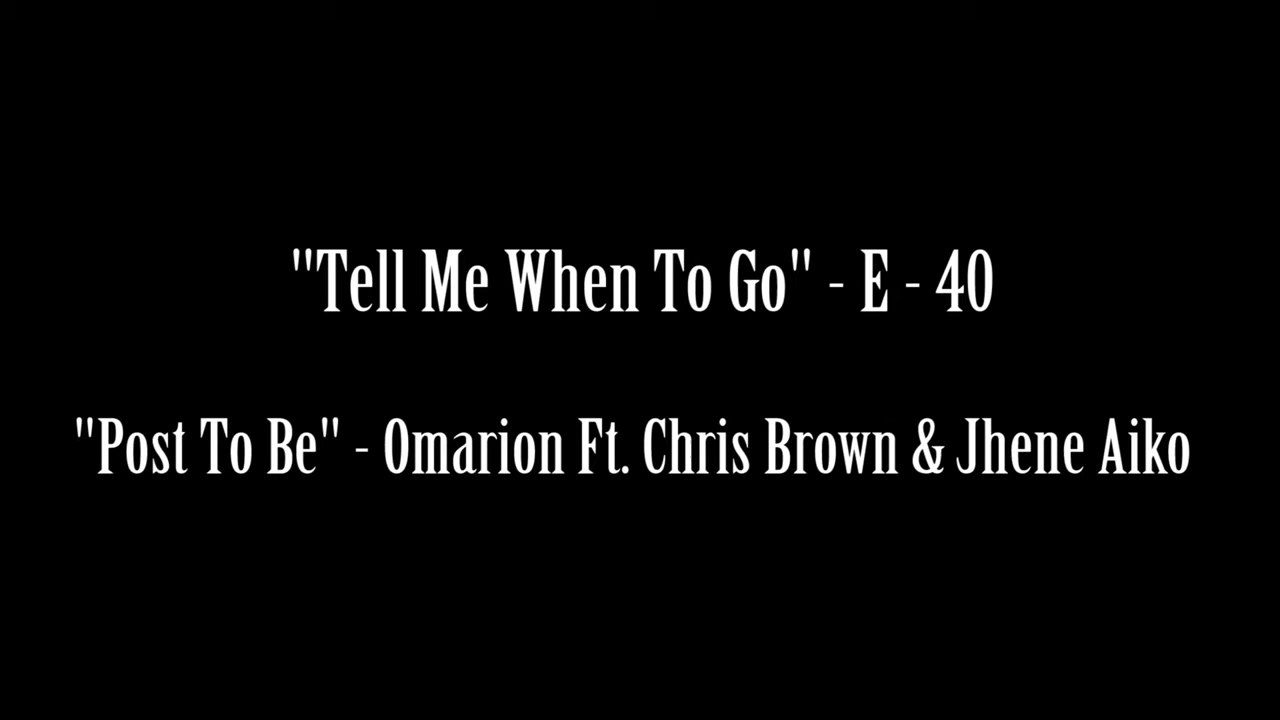 "Tell Me When To Go" - E - 40
"Post To Be" - Omarion Ft. Chris Brown & Jhene Aiko